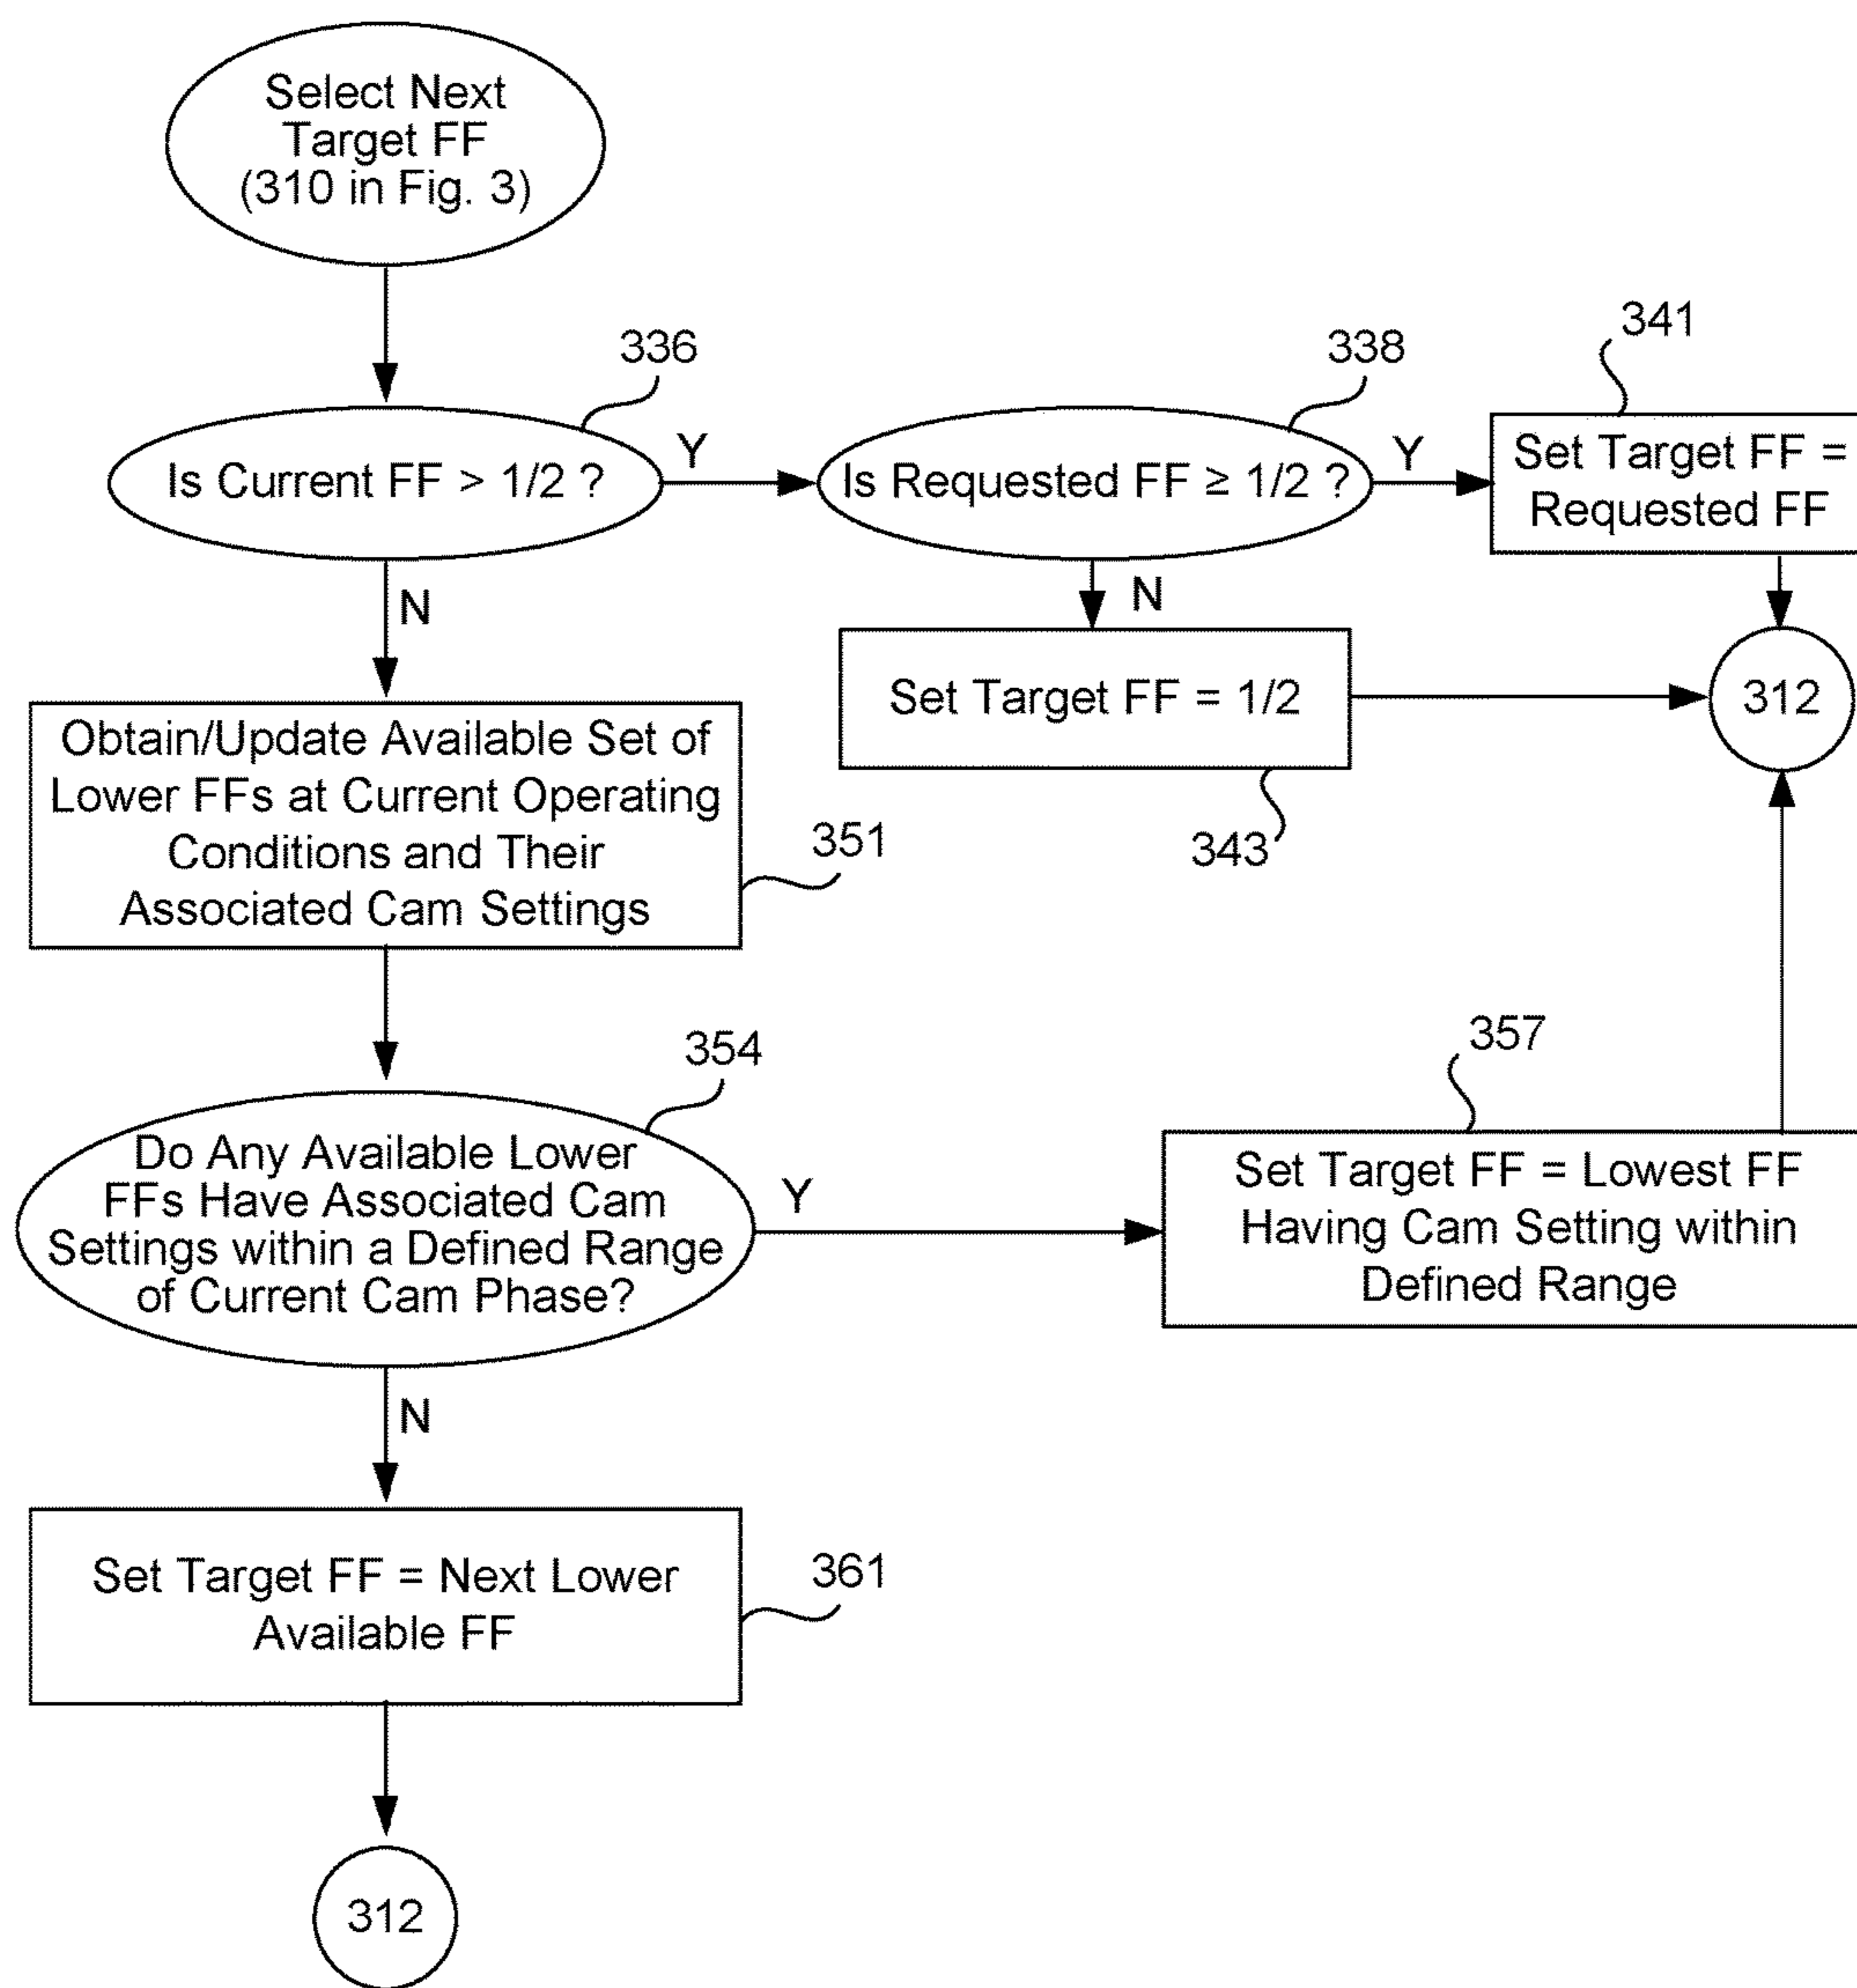 Select Next
Target FF
(310 in Fig. 3)
336
338
341
Is Current FF > 1/2 ?
Y
Is Requested FF ≥ 1/2 ?
Y
Set Target FF =
Requested FF
N
N
Set Target FF = 1/2
312
343
Obtain/Update Available Set of
Lower FFs at Current Operating
Conditions and Their
Associated Cam Settings
351
354
357
Do Any Available Lower
FFs Have Associated Cam
Settings within a Defined Range
of Current Cam Phase?
Y
Set Target FF = Lowest FF
Having Cam Setting within
Defined Range
N
Set Target FF = Next Lower
Available FF
361
312